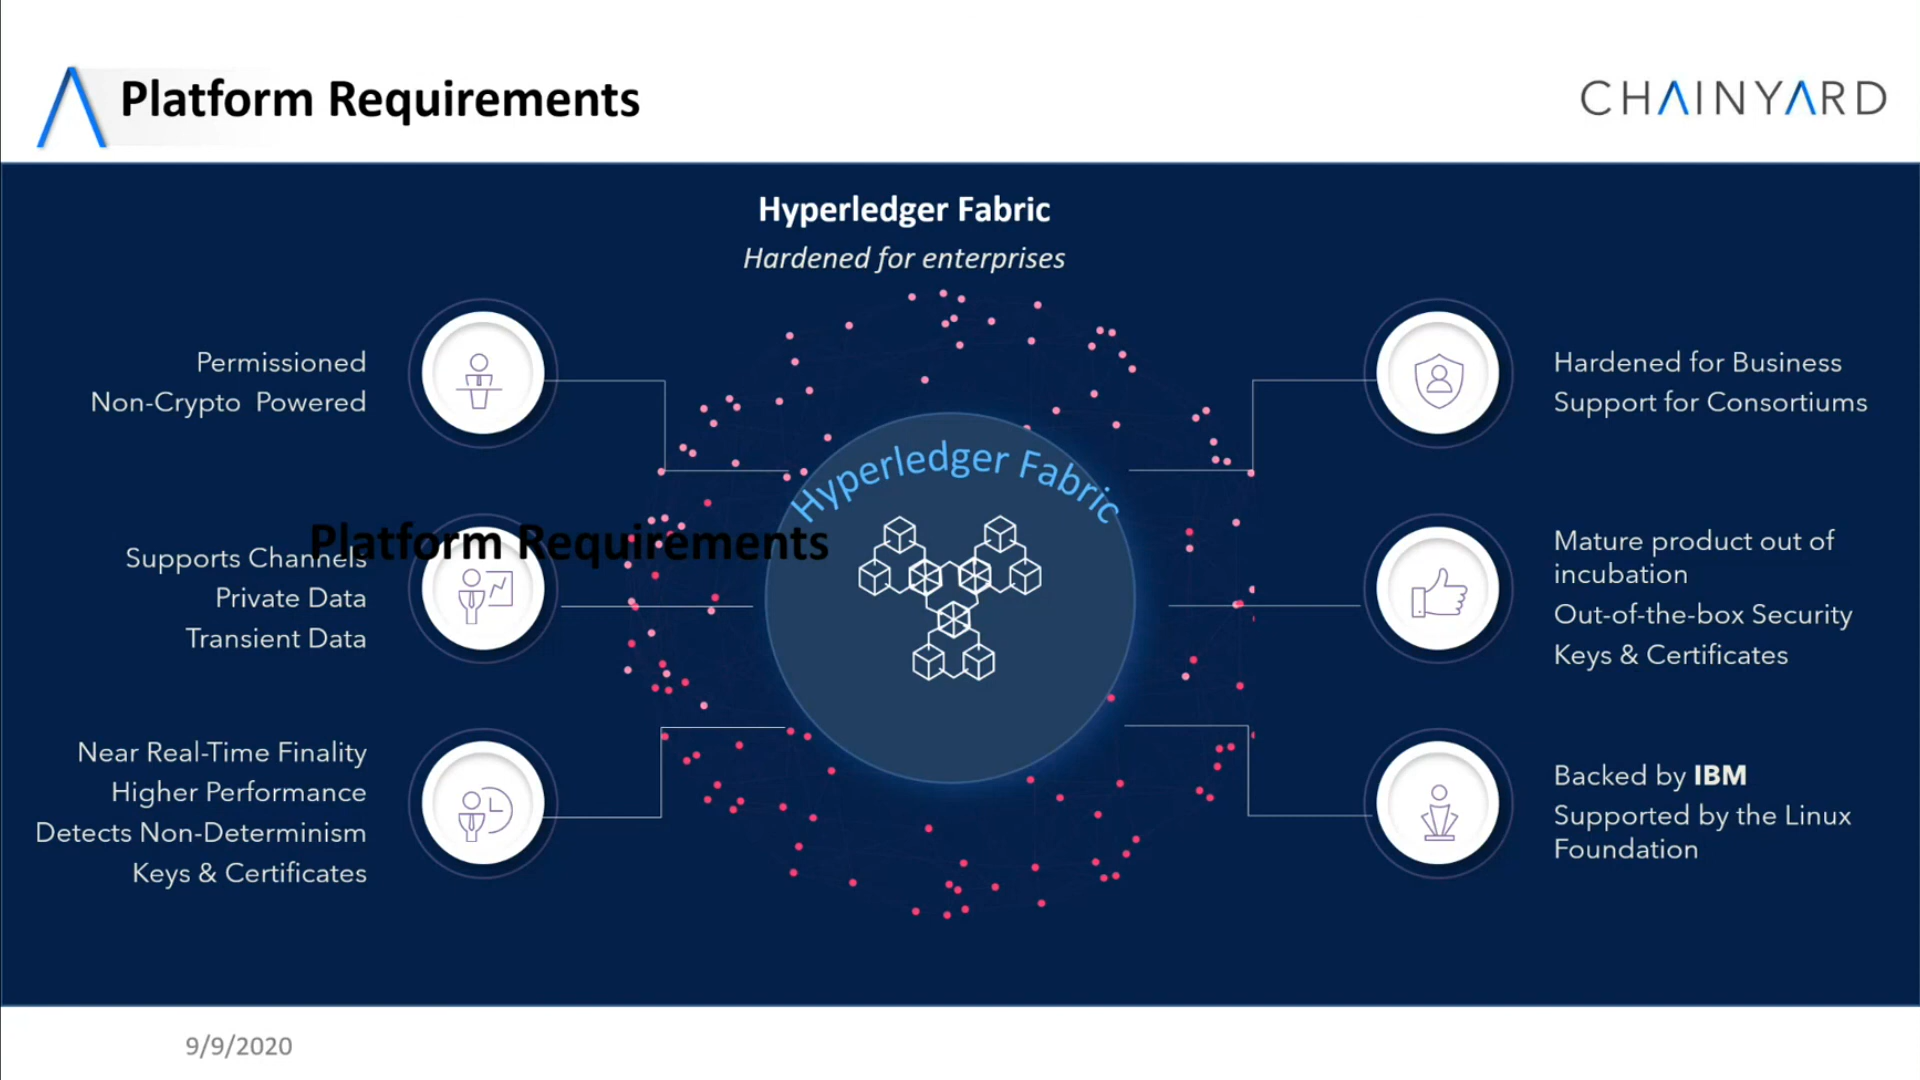 Platform Requirements
CHAINYARD
Hyperledger Fabric
Hardened for enterprises
Permissioned
Non-Crypto Powered
Supports Channels
Private Data
Transient Data
Near Real-Time Finality
Higher Performance
Detects Non-Determinism
Keys & Certificates
Platform Requirements
Hyperledger Fabric
Hardened for Business
Support for Consortiums
Mature product out of
incubation
Out-of-the-box Security
Keys & Certificates
Backed by IBM
Supported by the Linux
Foundation
9/9/2020